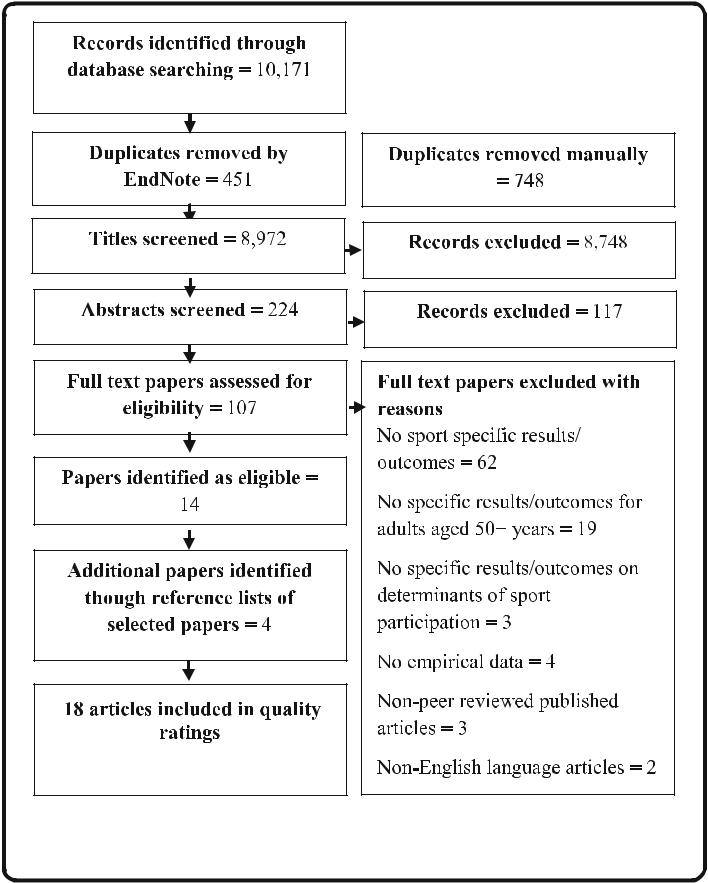 Records identified through
database searching = 10,171
Duplicates removed by
EndNote = 451
Duplicates removed manually
= 748
Titles screened = 8,972
Records excluded = 8,748
Abstracts screened = 224
Records excluded = 117
Full text papers assessed for
eligibility = 107
Full text papers excluded with
reasons
No sport specific results/
outcomes = 62
No specific results/outcomes for
adults aged 50− years = 19
No specific results/outcomes on
determinants of sport
participation = 3
No empirical data = 4
Non-peer reviewed published
articles = 3
Non-English language articles = 2
Papers identified as eligible =
14
Additional papers identified
though reference lists of
selected papers = 4
18 articles included in quality
ratings